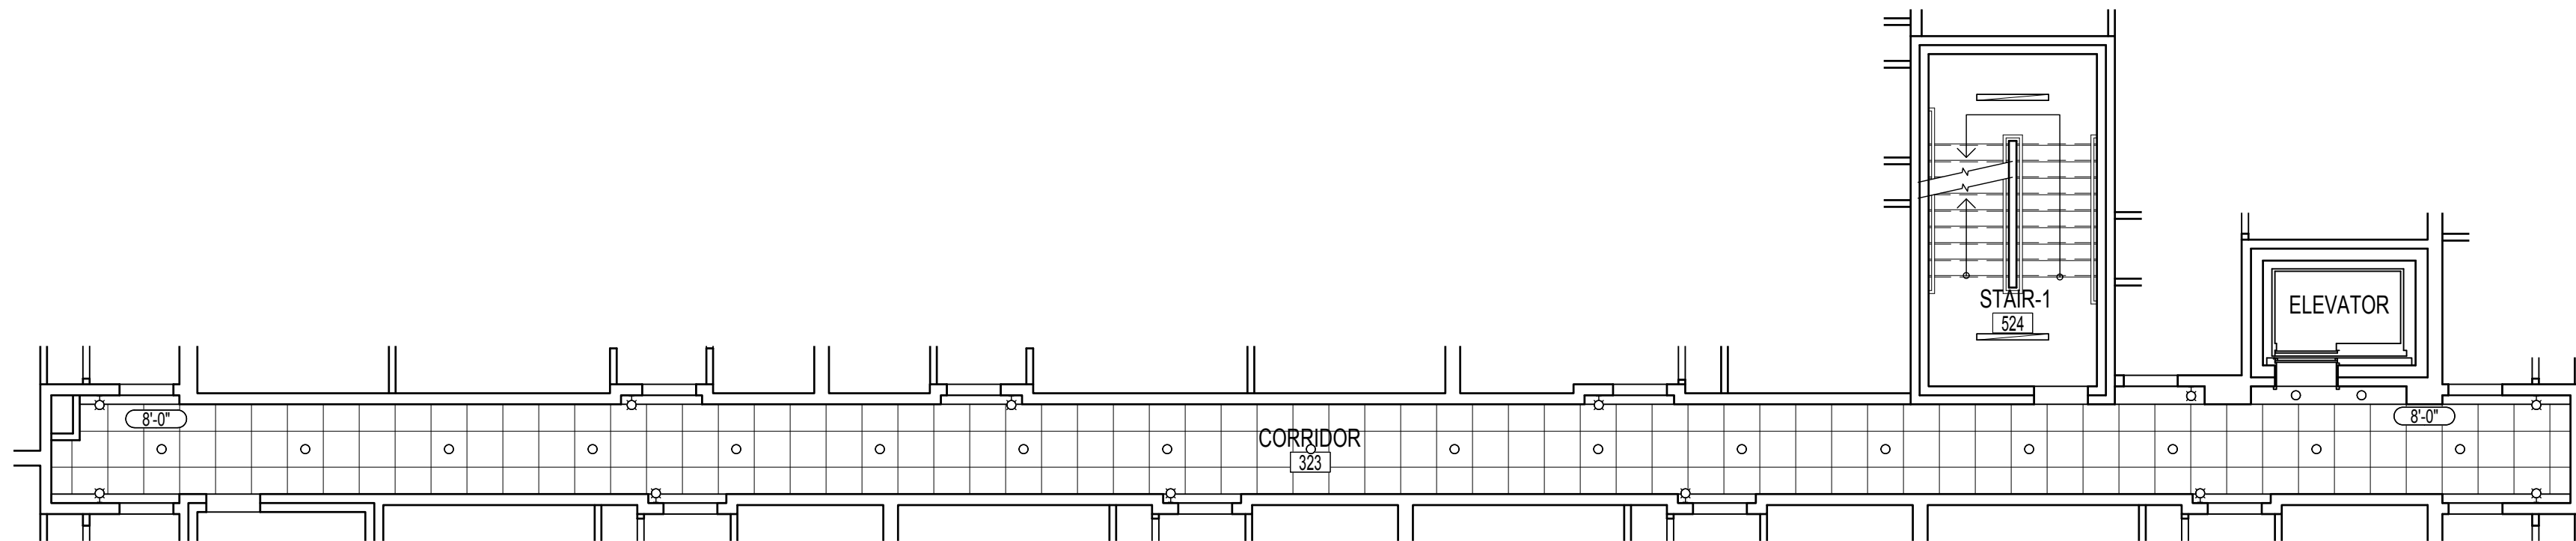 STAIR-1
524
ELEVATOR
8'-0"
8'-0"
CORRIDOR
323